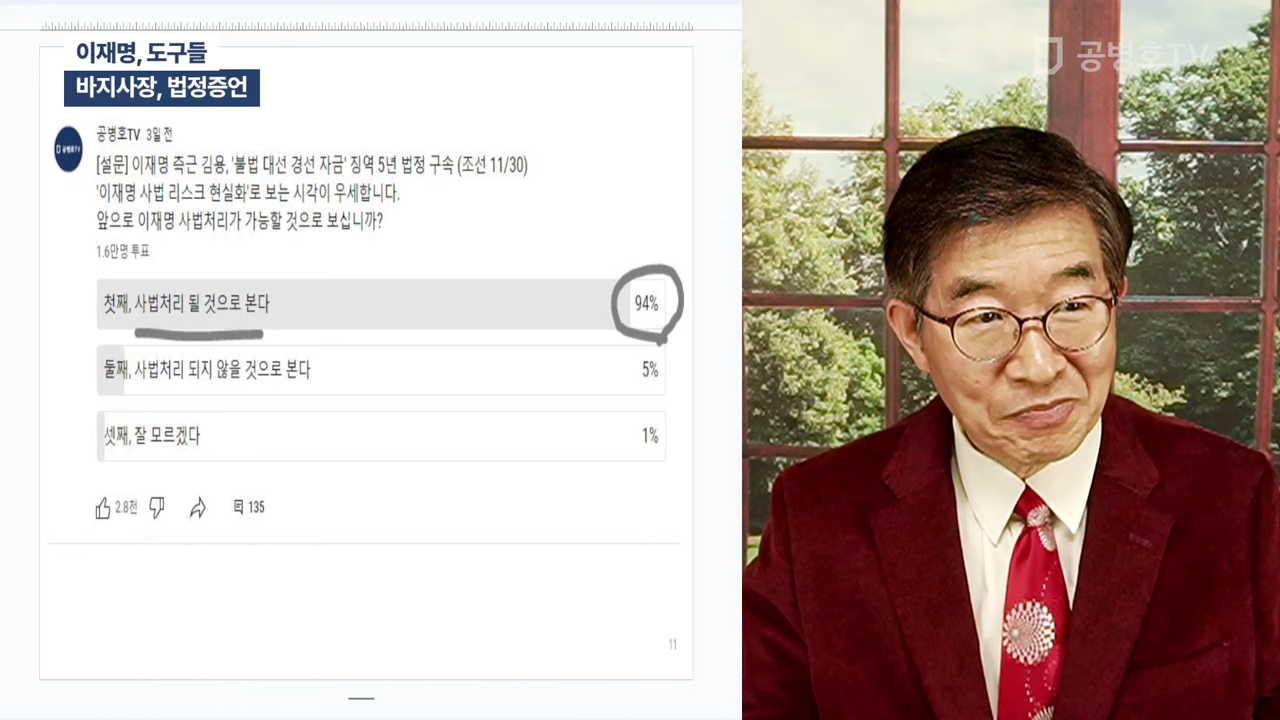 이재명, 도구들
바지사장, 법정증언
공병호TV
공병호TV 3일 전
공병호TV
[설문] 이재명 측근 김용, '불법 대선 경선 자금' 징역 5년 법정 구속 (조선 11/30)
'이재명 사법 리스크 현실화'로 보는 시각이 우세합니다.
앞으로 이재명 사법처리가 가능할 것으로 보십니까?
1.6만명 투표
첫째, 사법처리 될 것으로 본다 94%
둘째, 사법처리 되지 않을 것으로 본다 5%
셋째, 잘 모르겠다 1%
2.8천 135
11